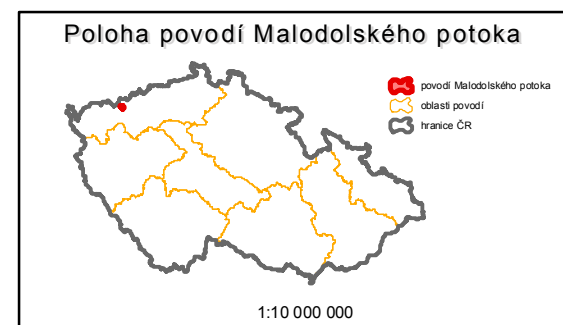 Poloha povodí Malodolského potoka
povodí Malodolského potoka
oblasti povodí
hranice ČR
1:10 000 000